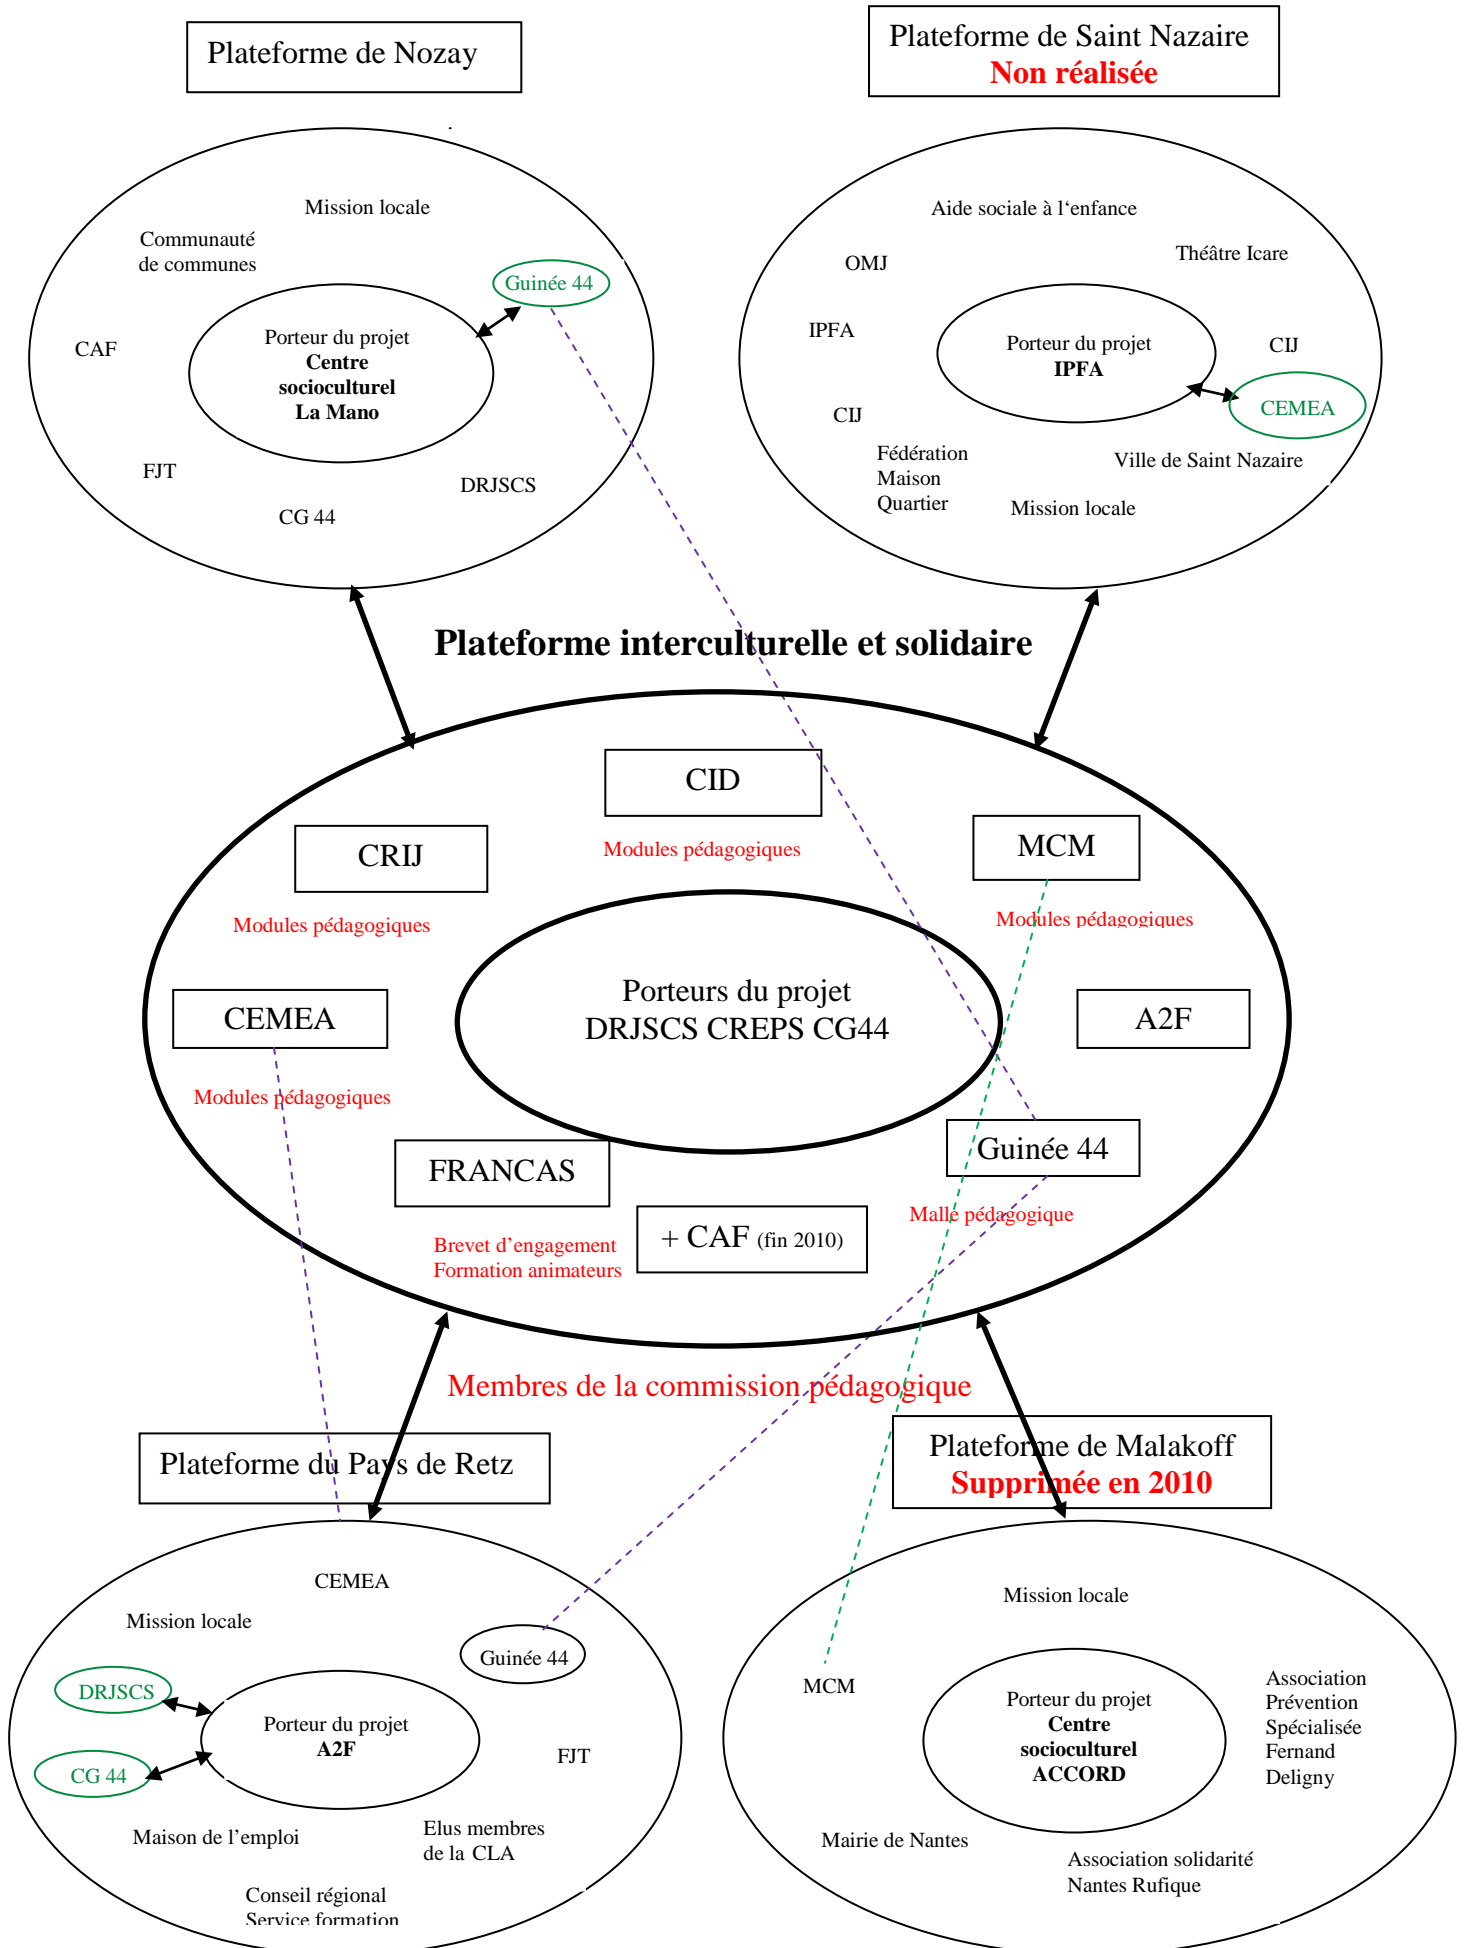 Plateforme de Nozay
Plateforme de Saint Nazaire
Non réalisée
Mission locale
Communauté
de communes
Guinée 44
CAF
Porteur du projet
Centre
socioculturel
La Mano
FJT
DRJSCS
CG 44
Aide sociale à l‘enfance
Théâtre Icare
OMJ
IPFA
Porteur du projet
IPFA
CIJ
CEMEA
CIJ
Fédération
Maison
Quartier
Ville de Saint Nazaire
Mission locale
Plateforme interculturelle et solidaire
CID
Modules pédagogiques
CRIJ
Modules pédagogiques
MCM
Modules pédagogiques
CEMEA
Modules pédagogiques
Porteurs du projet
DRJSCS CREPS CG44
A2F
FRANCAS
Brevet d’engagement
Formation animateurs
+ CAF (fin 2010)
Guinée 44
Malle pédagogique
Membres de la commission pédagogique
Plateforme du Pays de Retz
Plateforme de Malakoff
Supprimée en 2010
CEMEA
Mission locale
Guinée 44
DRJSCS
Porteur du projet
A2F
CG 44
FJT
Maison de l’emploi
Elus membres
de la CLA
Conseil régional
Service formation
Mission locale
MCM
Porteur du projet
Centre
socioculturel
ACCORD
Association
Prévention
Spécialisée
Fernand
Deligny
Mairie de Nantes
Association solidarité
Nantes Rufique